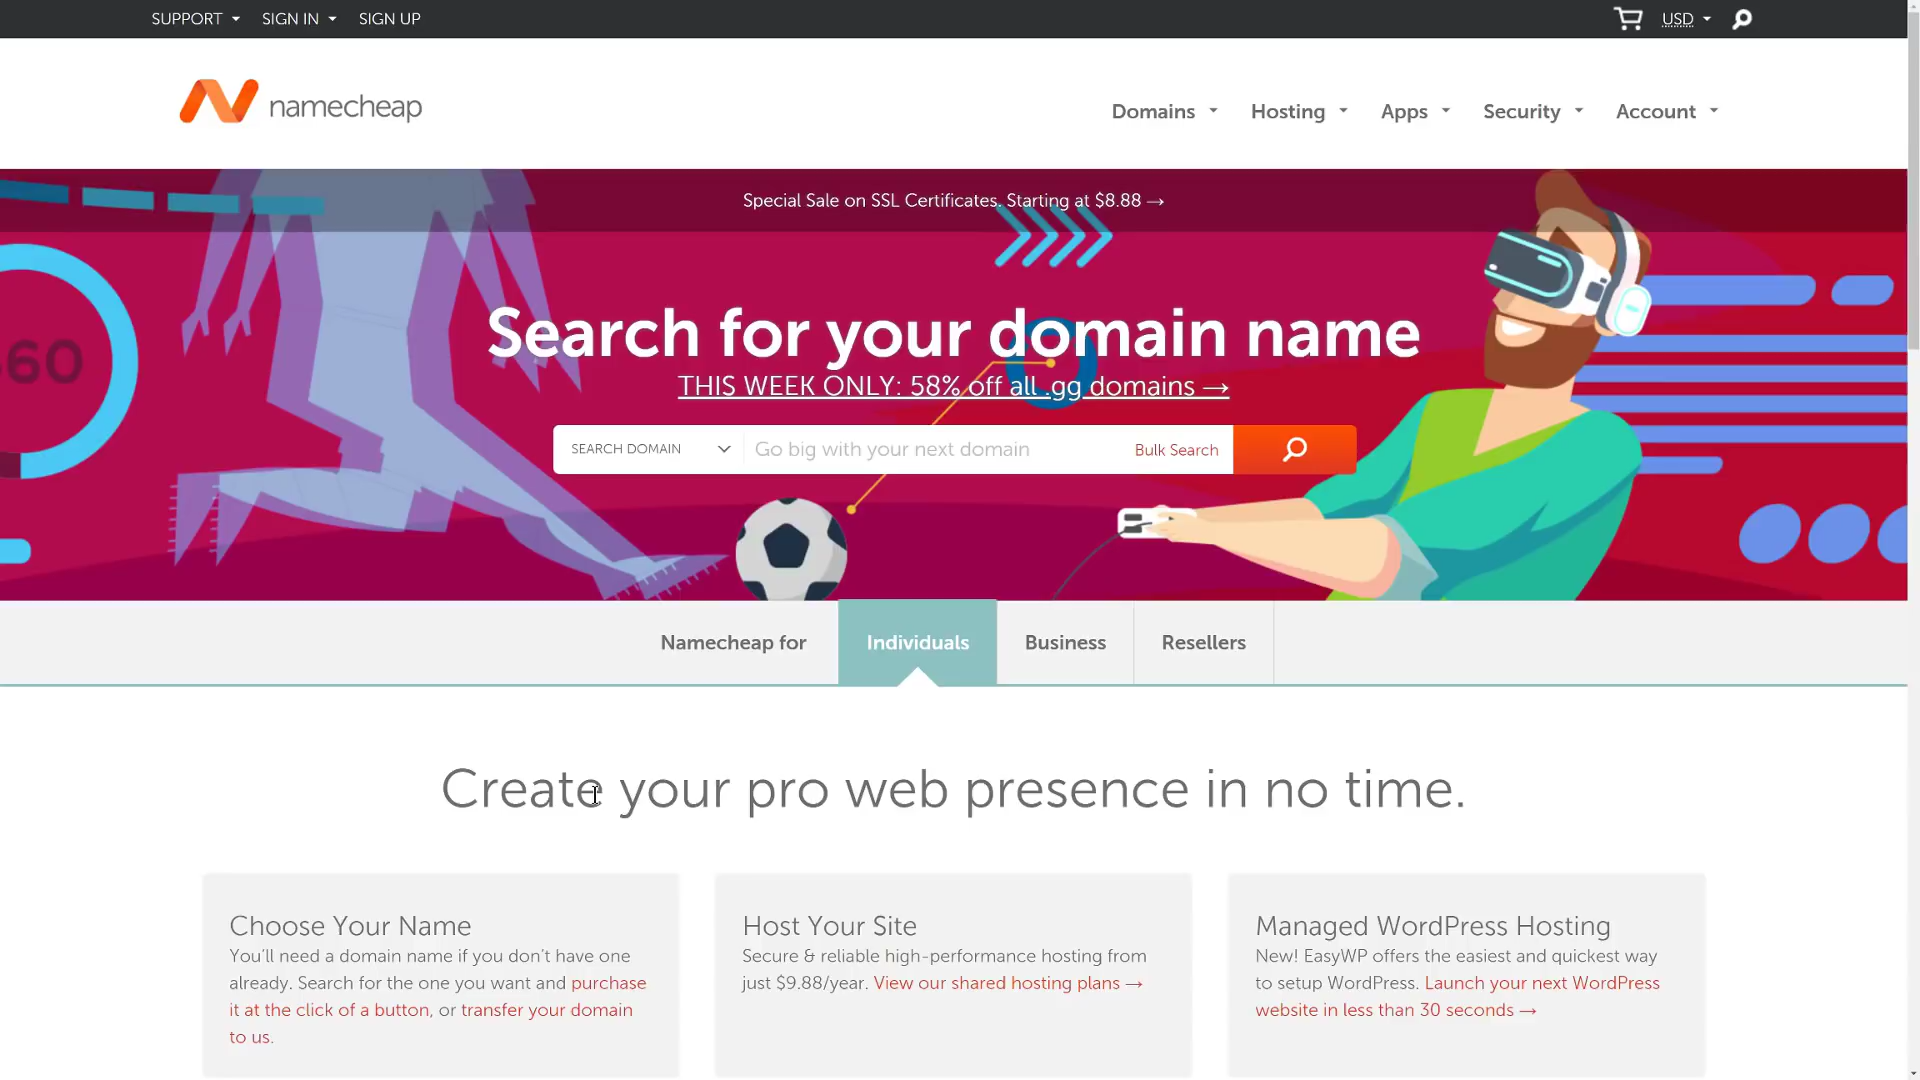 SUPPORT SIGN IN SIGN UP USD
namecheap
Domains Hosting Apps Security Account
Special Sale on SSL Certificates. Starting at $8.88 →
60
Search for your domain name
THIS WEEK ONLY: 58% off all .gg domains →
SEARCH DOMAIN Go big with your next domain Bulk Search
Namecheap for Individuals Business Resellers
Create your pro web presence in no time.
Choose Your Name
You'll need a domain name if you don't have one
already. Search for the one you want and purchase
it at the click of a button, or transfer your domain
to us.
Host Your Site
Secure & reliable high-performance hosting from
just $9.88/year. View our shared hosting plans →
Managed WordPress Hosting
New! EasyWP offers the easiest and quickest way
to setup WordPress. Launch your next WordPress
website in less than 30 seconds →